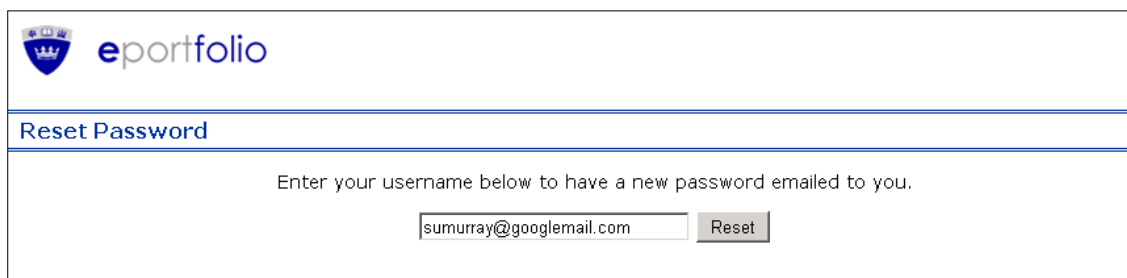 eportfolio
Reset Password
Enter your username below to have a new password emailed to you.
sumurray@googlemail.com Reset